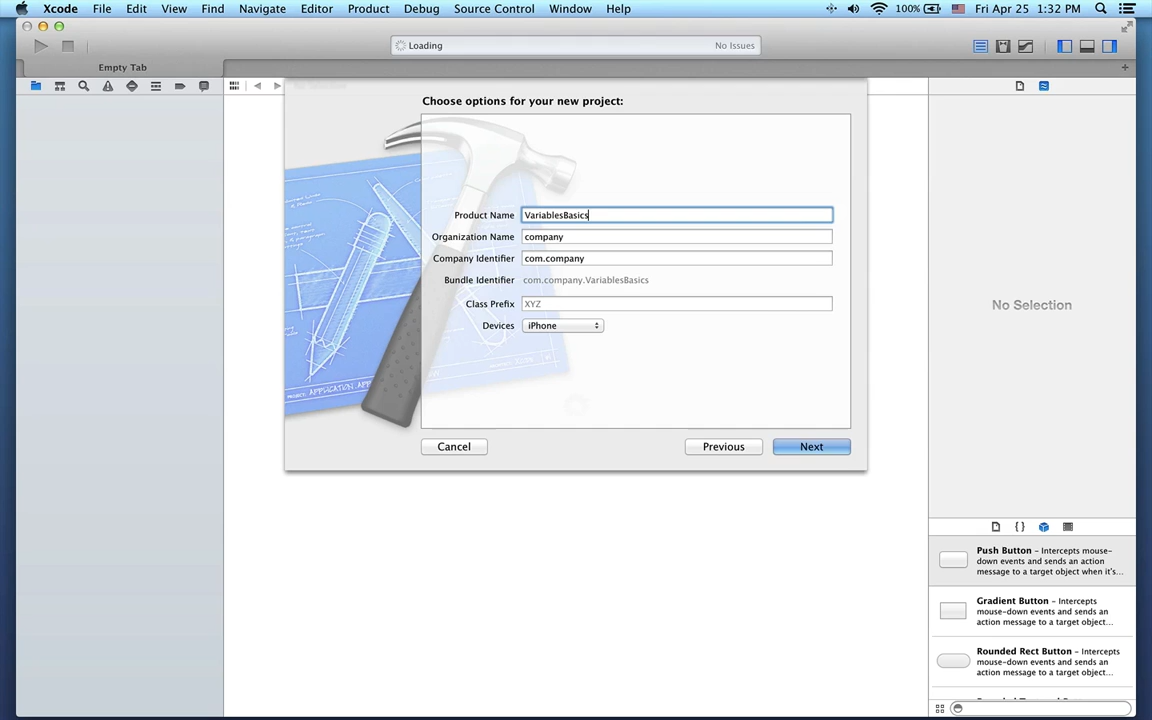 Xcode File Edit View Find Navigate Editor Product Debug Source Control Window Help 100% Fri Apr 25 1:32 PM
Loading No Issues
Empty Tab
Choose options for your new project:
Product Name VariablesBasics
Organization Name company
Company Identifier com.company
Bundle Identifier com.company.VariablesBasics
Class Prefix XYZ
Devices iPhone
Cancel Previous Next
No Selection
{ }
Push Button - Intercepts mouse-
down events and sends an action
message to a target object when it's...
Gradient Button - Intercepts
mouse-down events and sends an
action message to a target object...
Rounded Rect Button - Intercepts
mouse-down events and sends an
action message to a target object...